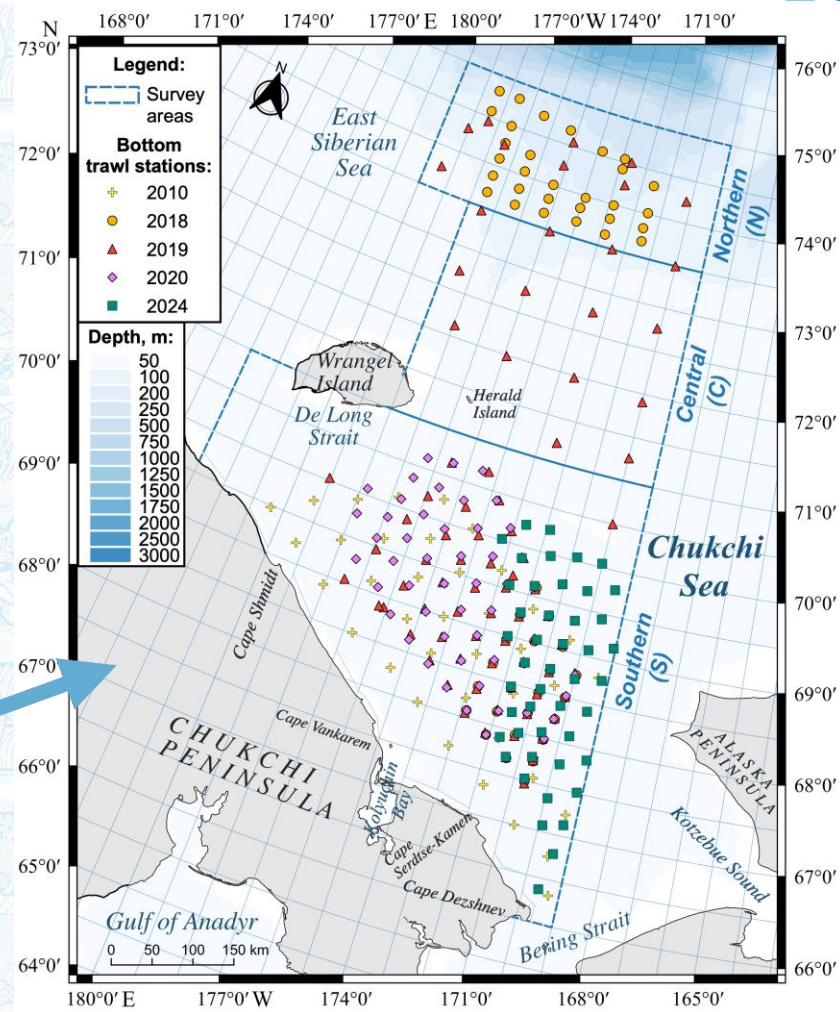 168°0′ 171°0′ 177°0′ E 180°0′ 177°0′ W 174°0′ 171°0′
N
73°0′
72°0′
71°0′
70°0′
69°0′
68°0′
67°0′
66°0′
65°0′
64°0′
Legend:
Survey
areas
Bottom
trawl stations:
2010
2018
2019
2020
2024
Depth, m:
50
100
200
250
500
750
1000
1250
1500
1750
2000
2500
3000
N
East
Siberian
Sea
Northern
(N)
Central
(C)
Southern
(S)
Wrangel
Island
Herald
Island
De Long
Strait
Chukchi
Sea
Cape Shmidt
Cape Vankarem
CHUKCHI
PENINSULA
Kolyuchin
Bay
Cape
Serdtse-Kamen
Cape Dezshnev
ALASKA
PENINSULA
Kotzebue Sound
Bering Strait
Gulf of Anadyr
0 50 100 150 km
76°0′
75°0′
74°0′
73°0′
72°0′
71°0′
70°0′
69°0′
68°0′
67°0′
66°0′
180°0′ E 177°0′ W 174°0′ 171°0′ 168°0′ 165°0′